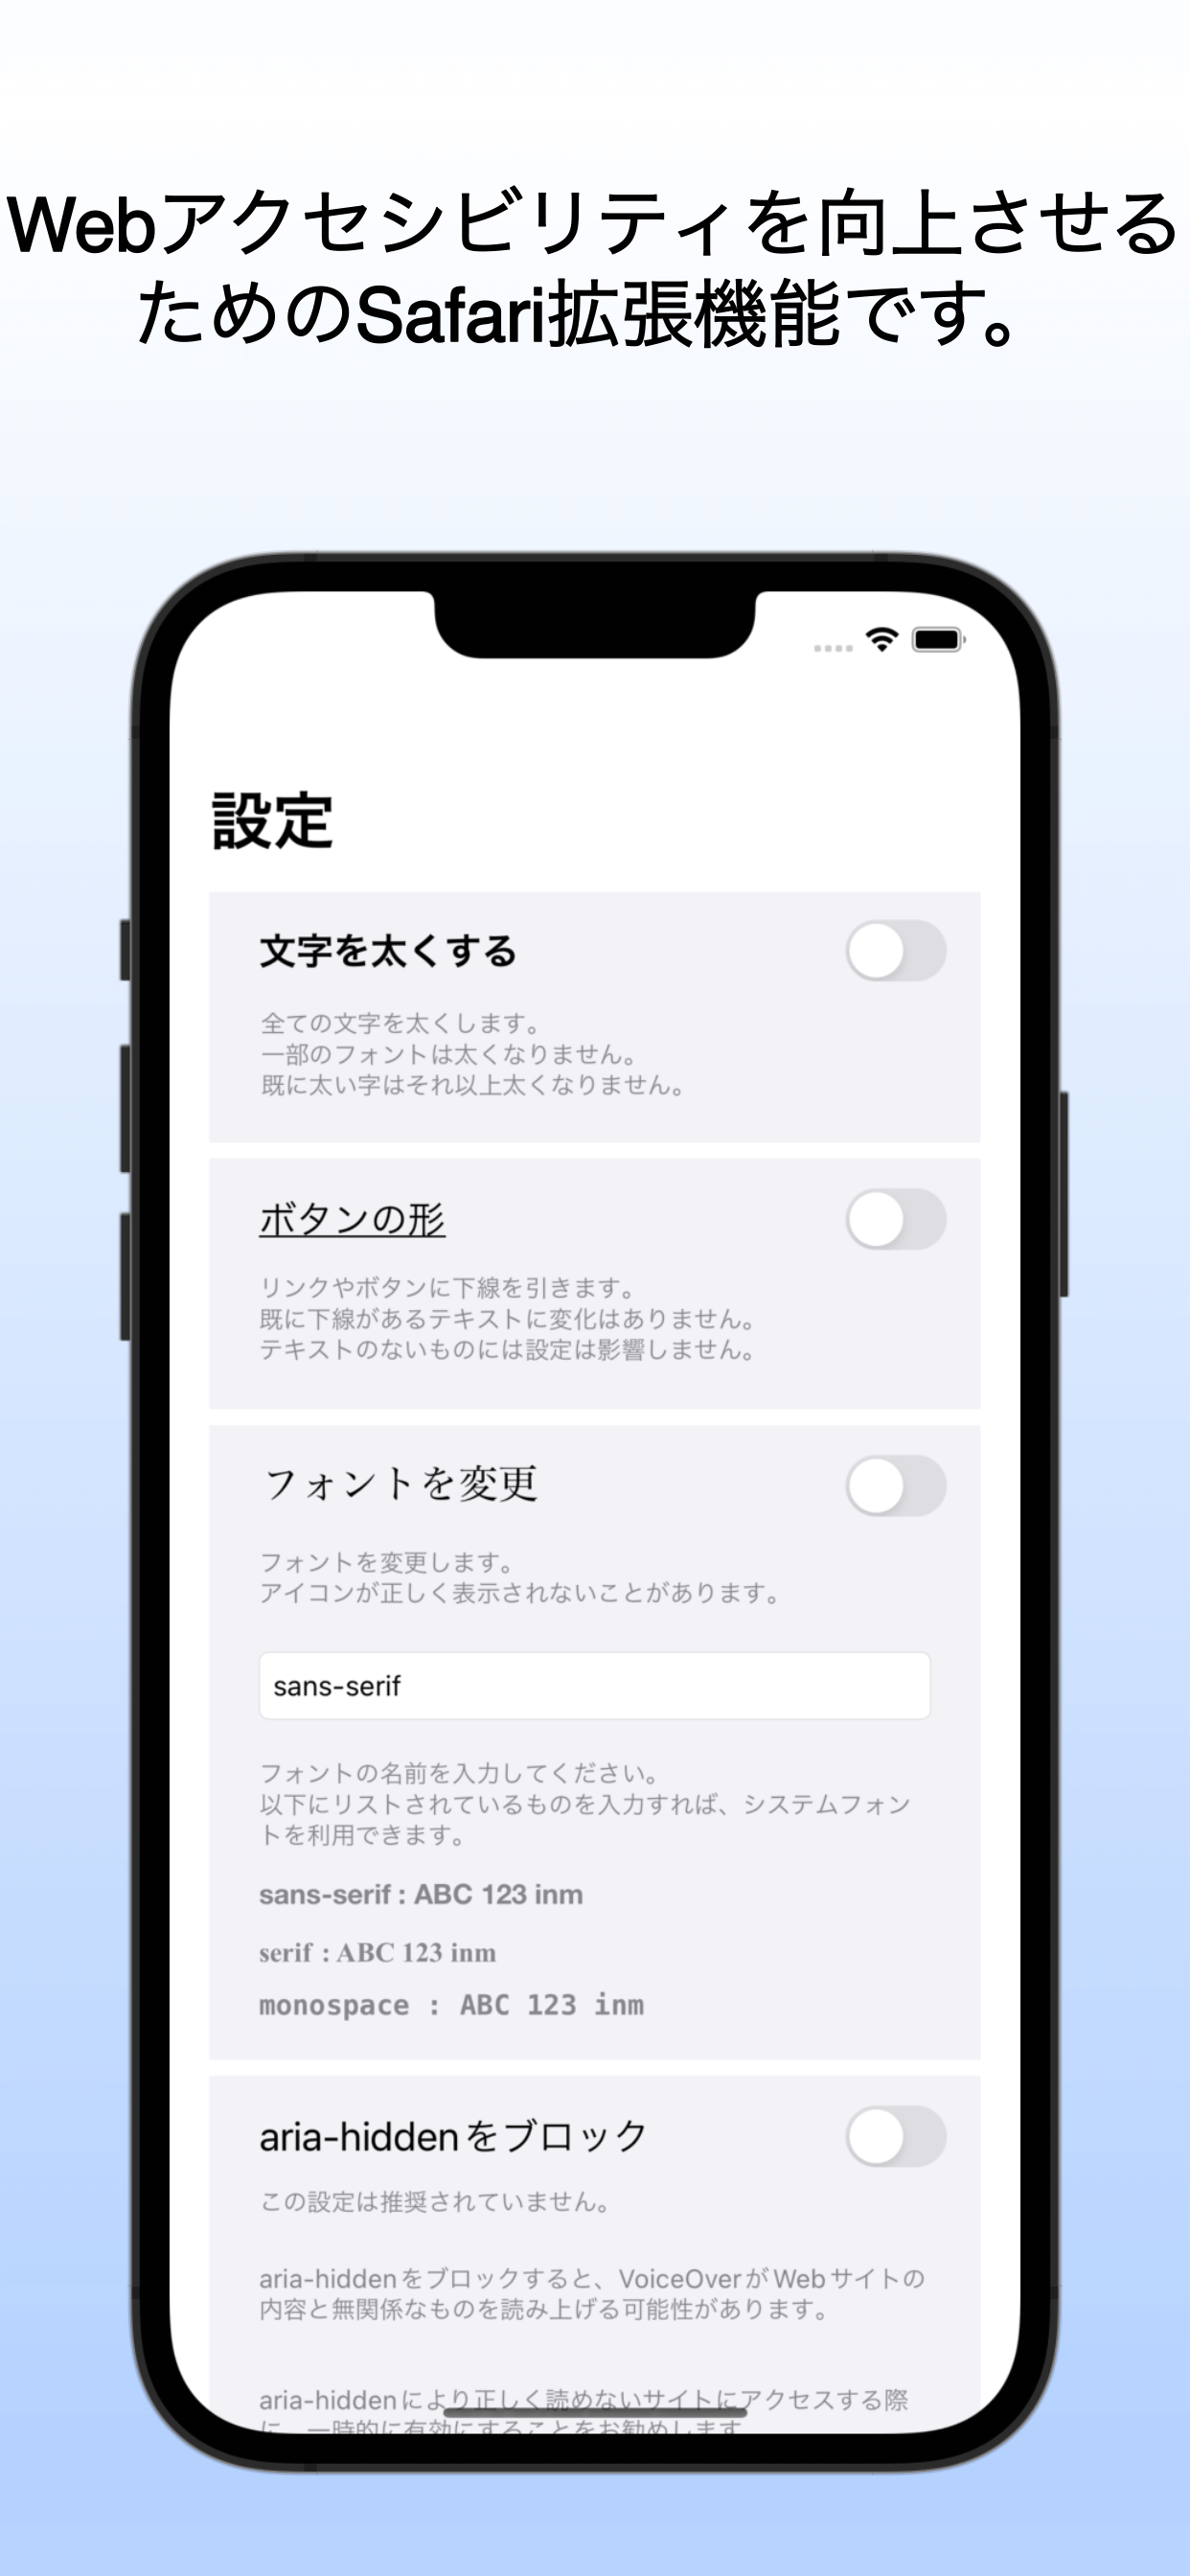 Webアクセシビリティを向上させる
ためのSafari拡張機能です。
設定
文字を太くする
全ての文字を太くします。
一部のフォントは太くなりません。
既に太い字はそれ以上太くなりません。
ボタンの形
リンクやボタンに下線を引きます。
既に下線があるテキストに変化はありません。
テキストのないものには設定は影響しません。
フォントを変更
フォントを変更します。
アイコンが正しく表示されないことがあります。
sans-serif
フォントの名前を入力してください。
以下にリストされているものを入力すれば、システムフォン
トを利用できます。
sans-serif : ABC 123 inm
serif : ABC 123 inm
monospace : ABC 123 inm
aria-hiddenをブロック
この設定は推奨されていません。
aria-hiddenをブロックすると、VoiceOverがWebサイトの
内容と無関係なものを読み上げる可能性があります。
aria-hiddenにより正しく読めないサイトにアクセスする際
に、一時的に有効にすることをお勧めします